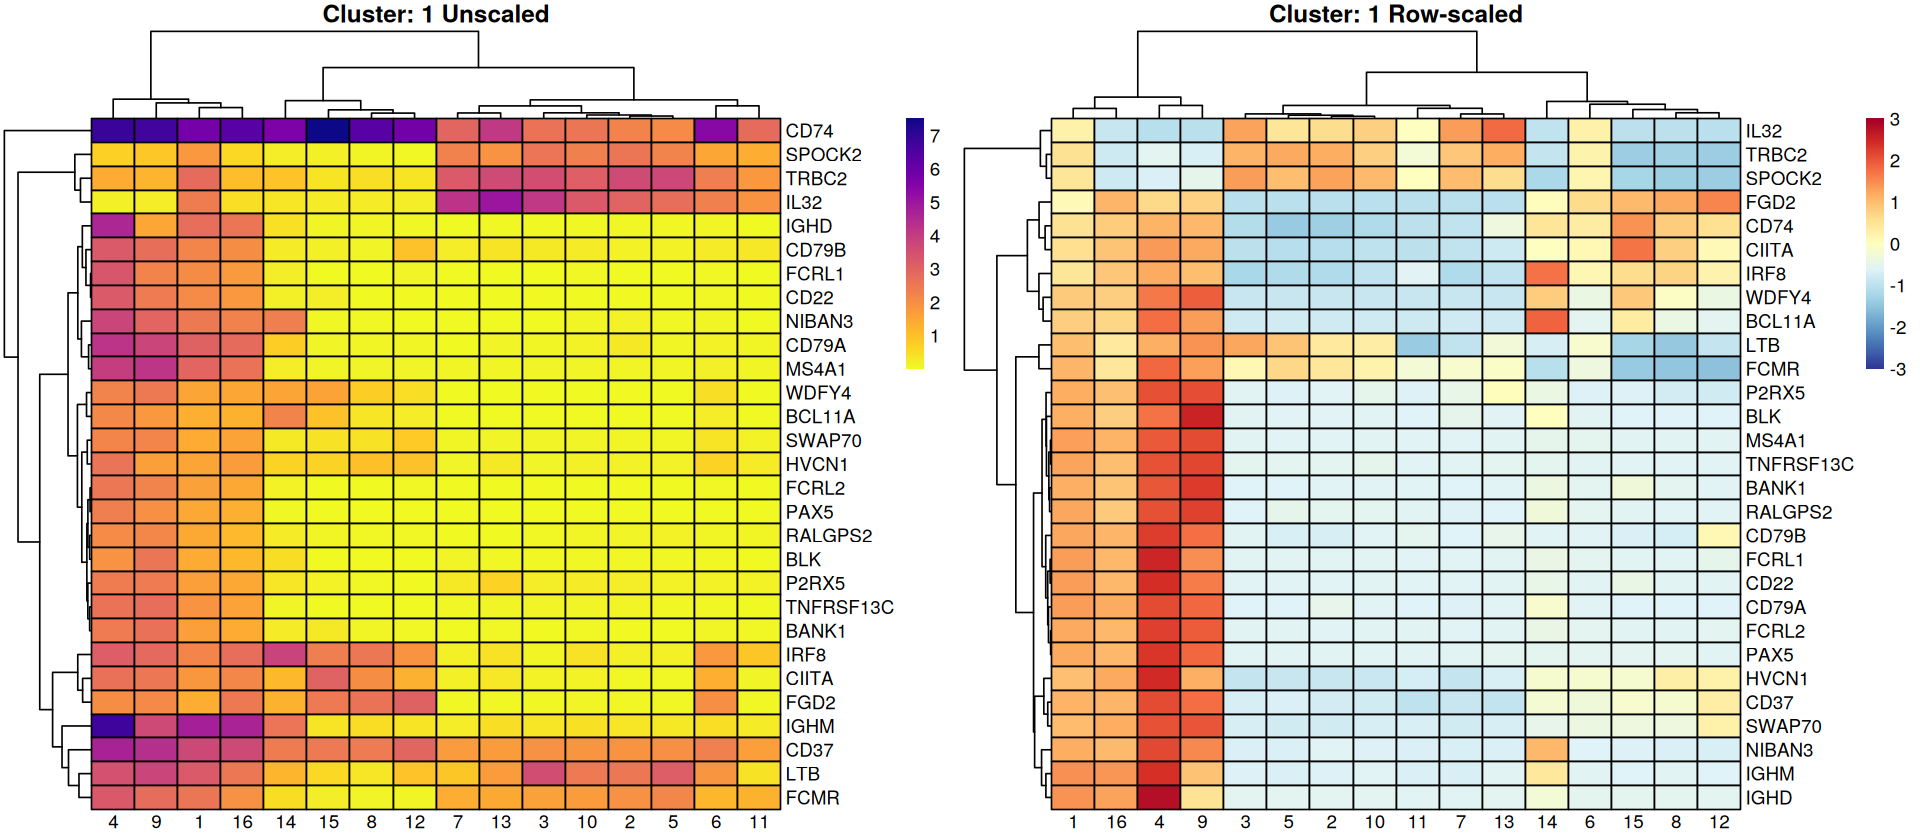 Cluster: 1 Unscaled
CD74
SPOCK2
TRBC2
IL32
IGHD
CD79B
FCRL1
CD22
NIBAN3
CD79A
MS4A1
WDFY4
BCL11A
SWAP70
HVCN1
FCRL2
PAX5
RALGPS2
BLK
P2RX5
TNFRSF13C
BANK1
IRF8
CIITA
FGD2
IGHM
CD37
LTB
FCMR
4 9 1 16 14 15 8 12 7 13 3 10 2 5 6 11
7
6
5
4
3
2
1
Cluster: 1 Row-scaled
IL32
TRBC2
SPOCK2
FGD2
CD74
CIITA
IRF8
WDFY4
BCL11A
LTB
FCMR
P2RX5
BLK
MS4A1
TNFRSF13C
BANK1
RALGPS2
CD79B
FCRL1
CD22
CD79A
FCRL2
PAX5
HVCN1
CD37
SWAP70
NIBAN3
IGHM
IGHD
1 16 4 9 3 5 2 10 11 7 13 14 6 15 8 12
3
2
1
0
-1
-2
-3